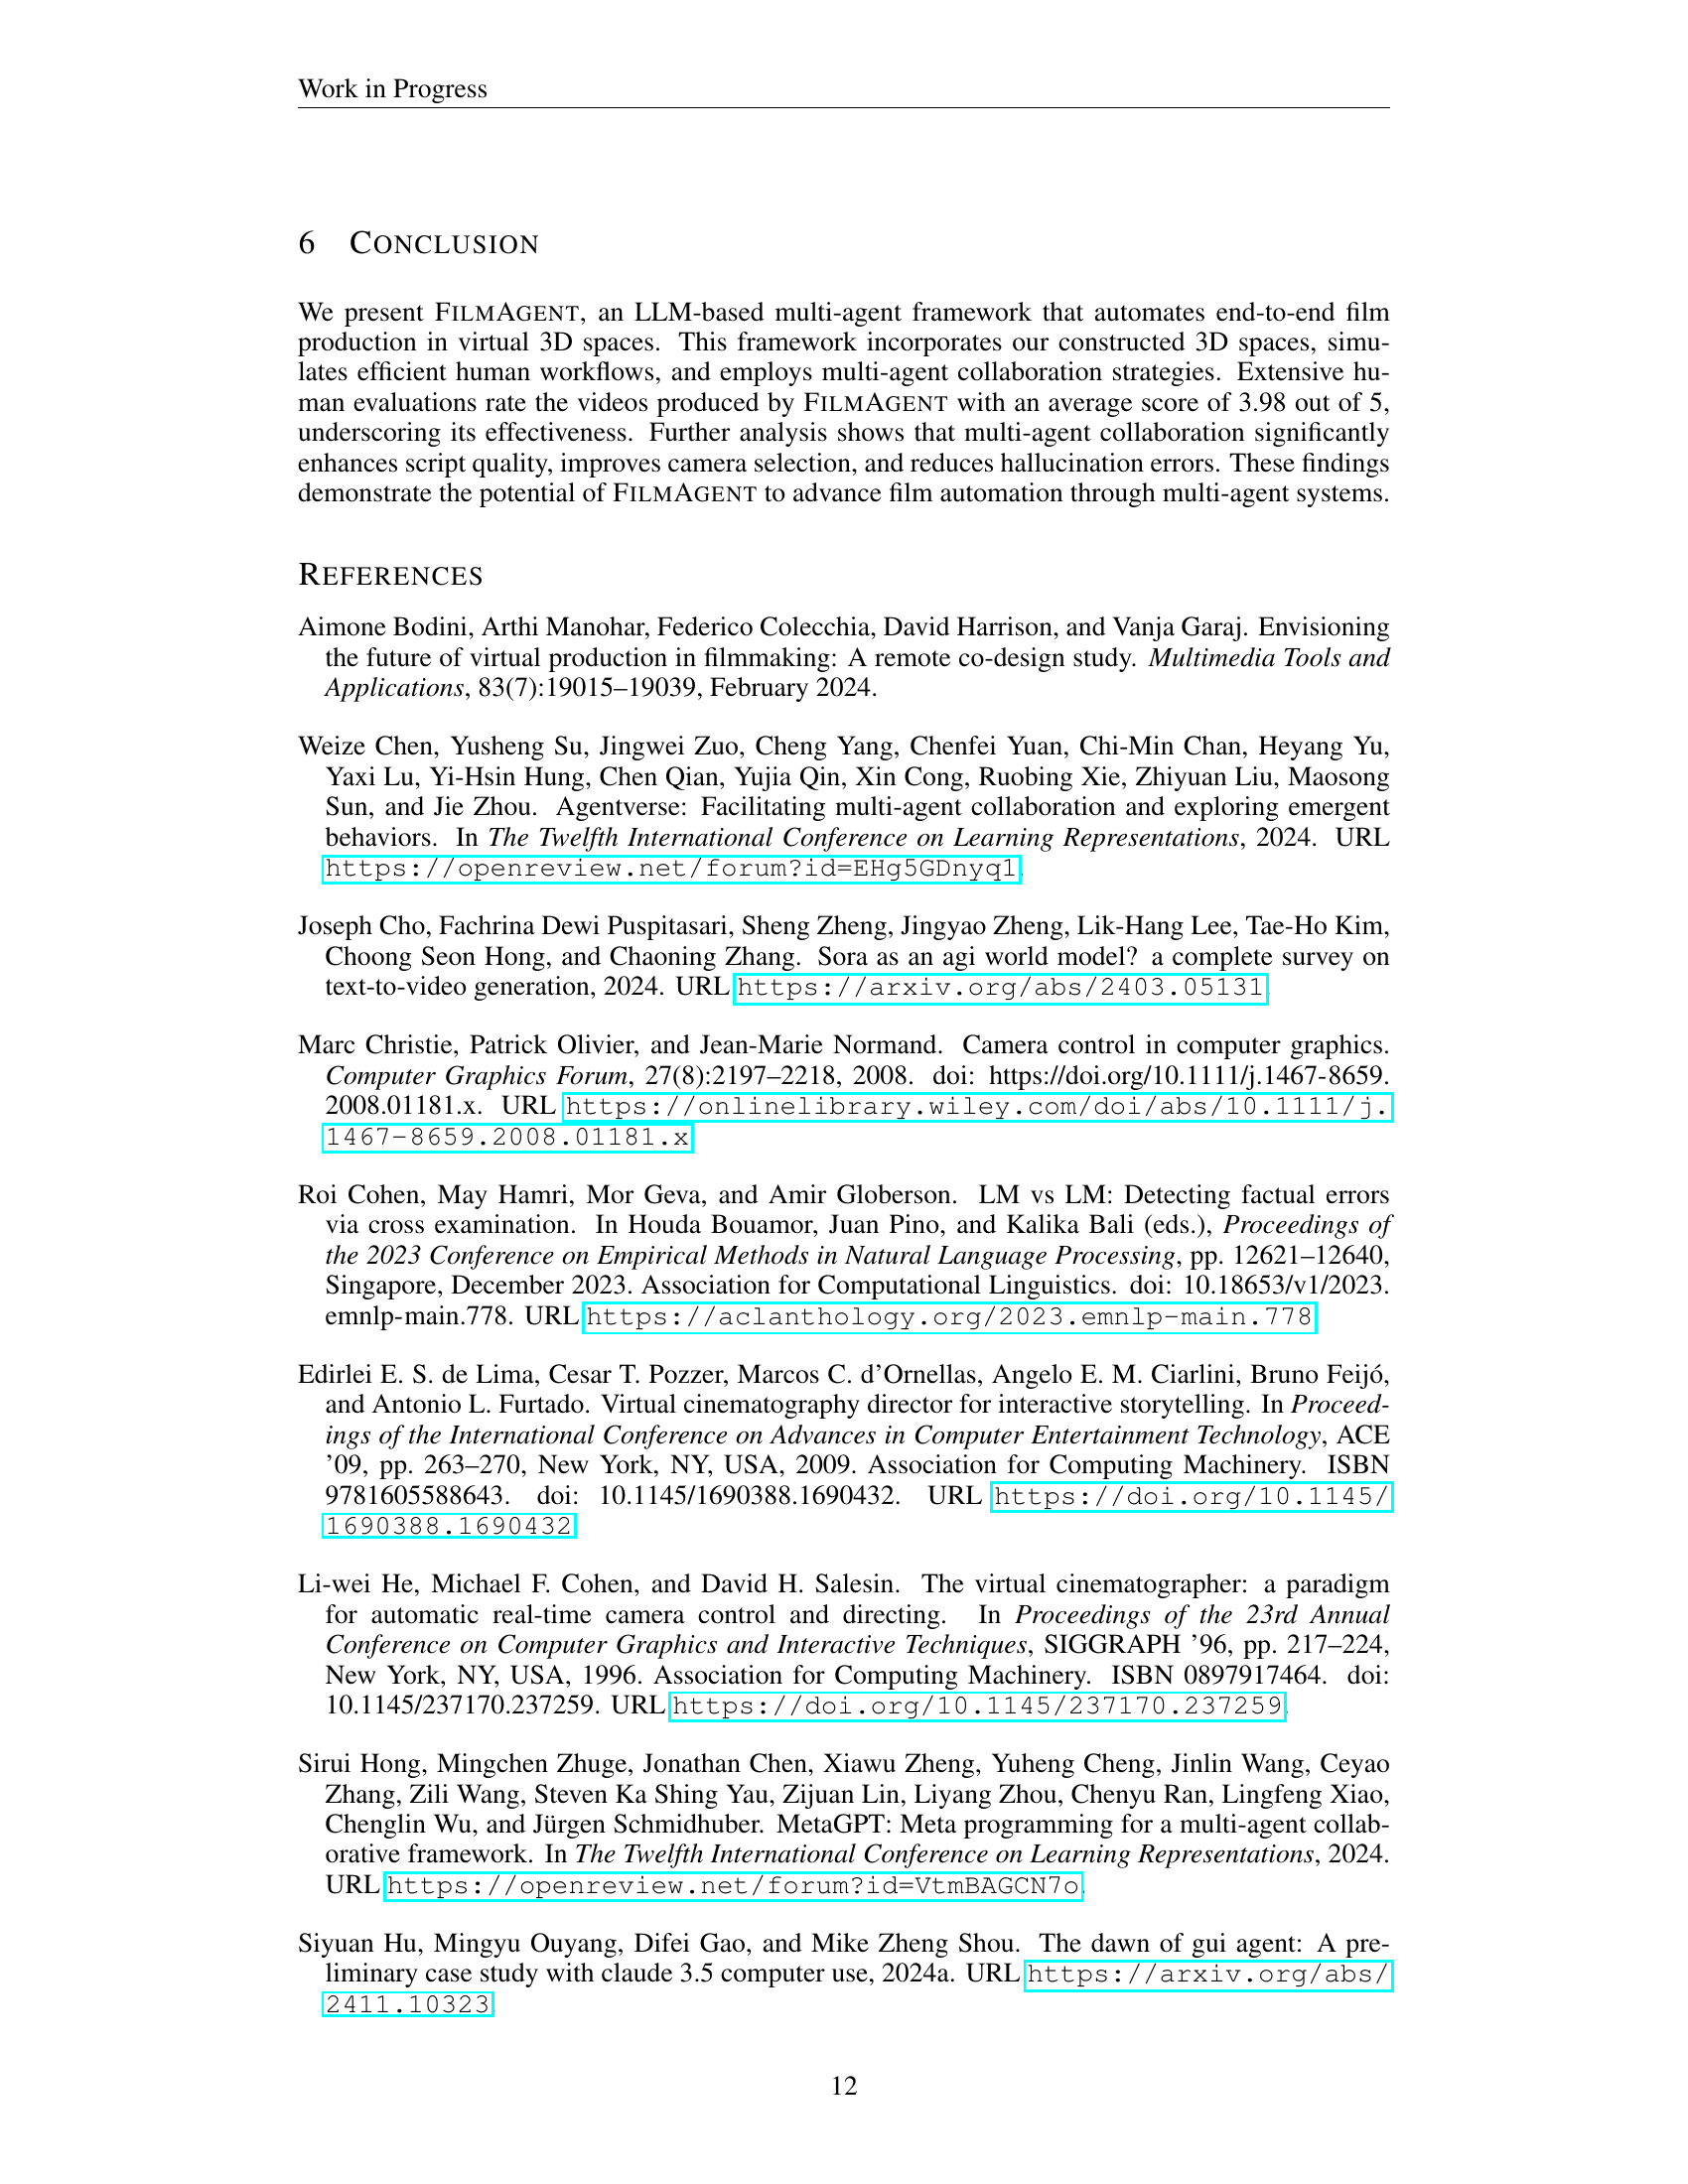 Work in Progress
6 CONCLUSION
We present FILMAGENT, an LLM-based multi-agent framework that automates end-to-end film
production in virtual 3D spaces. This framework incorporates our constructed 3D spaces, simu-
lates efficient human workflows, and employs multi-agent collaboration strategies. Extensive hu-
man evaluations rate the videos produced by FILMAGENT with an average score of 3.98 out of 5,
underscoring its effectiveness. Further analysis shows that multi-agent collaboration significantly
enhances script quality, improves camera selection, and reduces hallucination errors. These findings
demonstrate the potential of FILMAGENT to advance film automation through multi-agent systems.
REFERENCES
Aimone Bodini, Arthi Manohar, Federico Colecchia, David Harrison, and Vanja Garaj. Envisioning
the future of virtual production in filmmaking: A remote co-design study. Multimedia Tools and
Applications, 83(7):19015–19039, February 2024.
Weize Chen, Yusheng Su, Jingwei Zuo, Cheng Yang, Chenfei Yuan, Chi-Min Chan, Heyang Yu,
Yaxi Lu, Yi-Hsin Hung, Chen Qian, Yujia Qin, Xin Cong, Ruobing Xie, Zhiyuan Liu, Maosong
Sun, and Jie Zhou. Agentverse: Facilitating multi-agent collaboration and exploring emergent
behaviors. In The Twelfth International Conference on Learning Representations, 2024. URL
https://openreview.net/forum?id=EHg5GDnyq1.
Joseph Cho, Fachrina Dewi Puspitasari, Sheng Zheng, Jingyao Zheng, Lik-Hang Lee, Tae-Ho Kim,
Choong Seon Hong, and Chaoning Zhang. Sora as an agi world model? a complete survey on
text-to-video generation, 2024. URL https://arxiv.org/abs/2403.05131.
Marc Christie, Patrick Olivier, and Jean-Marie Normand. Camera control in computer graphics.
Computer Graphics Forum, 27(8):2197–2218, 2008. doi: https://doi.org/10.1111/j.1467-8659.
2008.01181.x. URL https://onlinelibrary.wiley.com/doi/abs/10.1111/j.
1467-8659.2008.01181.x.
Roi Cohen, May Hamri, Mor Geva, and Amir Globerson. LM vs LM: Detecting factual errors
via cross examination. In Houda Bouamor, Juan Pino, and Kalika Bali (eds.), Proceedings of
the 2023 Conference on Empirical Methods in Natural Language Processing, pp. 12621–12640,
Singapore, December 2023. Association for Computational Linguistics. doi: 10.18653/v1/2023.
emnlp-main.778. URL https://aclanthology.org/2023.emnlp-main.778.
Edirlei E. S. de Lima, Cesar T. Pozzer, Marcos C. d'Ornellas, Angelo E. M. Ciarlini, Bruno Feijó,
and Antonio L. Furtado. Virtual cinematography director for interactive storytelling. In Proceed-
ings of the International Conference on Advances in Computer Entertainment Technology, ACE
'09, pp. 263–270, New York, NY, USA, 2009. Association for Computing Machinery. ISBN
9781605588643. doi: 10.1145/1690388.1690432. URL https://doi.org/10.1145/
1690388.1690432.
Li-wei He, Michael F. Cohen, and David H. Salesin. The virtual cinematographer: a paradigm
for automatic real-time camera control and directing. In Proceedings of the 23rd Annual
Conference on Computer Graphics and Interactive Techniques, SIGGRAPH '96, pp. 217–224,
New York, NY, USA, 1996. Association for Computing Machinery. ISBN 0897917464. doi:
10.1145/237170.237259. URL https://doi.org/10.1145/237170.237259.
Sirui Hong, Mingchen Zhuge, Jonathan Chen, Xiawu Zheng, Yuheng Cheng, Jinlin Wang, Ceyao
Zhang, Zili Wang, Steven Ka Shing Yau, Zijuan Lin, Liyang Zhou, Chenyu Ran, Lingfeng Xiao,
Chenglin Wu, and Jürgen Schmidhuber. MetaGPT: Meta programming for a multi-agent collab-
orative framework. In The Twelfth International Conference on Learning Representations, 2024.
URL https://openreview.net/forum?id=VtmBAGCN7o.
Siyuan Hu, Mingyu Ouyang, Difei Gao, and Mike Zheng Shou. The dawn of gui agent: A pre-
liminary case study with claude 3.5 computer use, 2024a. URL https://arxiv.org/abs/
2411.10323.
12